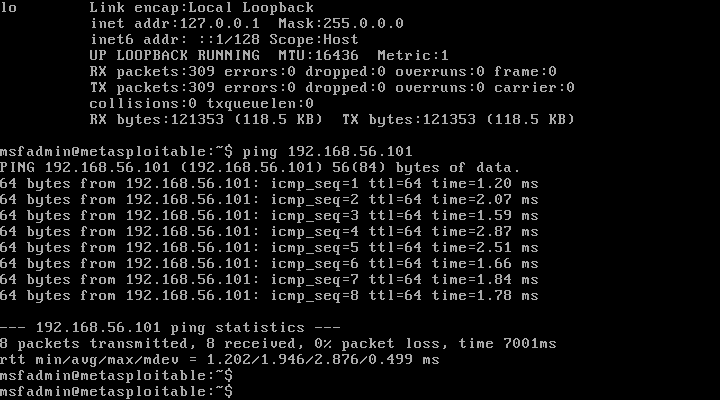 lo        Link encap:Local Loopback
          inet addr:127.0.0.1  Mask:255.0.0.0
          inet6 addr: ::1/128 Scope:Host
          UP LOOPBACK RUNNING  MTU:16436  Metric:1
          RX packets:309 errors:0 dropped:0 overruns:0 frame:0
          TX packets:309 errors:0 dropped:0 overruns:0 carrier:0
          collisions:0 txqueuelen:0
          RX bytes:121353 (118.5 KB)  TX bytes:121353 (118.5 KB)

msfadmin@metasploitable:~$ ping 192.168.56.101
PING 192.168.56.101 (192.168.56.101) 56(84) bytes of data.
64 bytes from 192.168.56.101: icmp_seq=1 ttl=64 time=1.20 ms
64 bytes from 192.168.56.101: icmp_seq=2 ttl=64 time=2.07 ms
64 bytes from 192.168.56.101: icmp_seq=3 ttl=64 time=1.59 ms
64 bytes from 192.168.56.101: icmp_seq=4 ttl=64 time=2.87 ms
64 bytes from 192.168.56.101: icmp_seq=5 ttl=64 time=2.51 ms
64 bytes from 192.168.56.101: icmp_seq=6 ttl=64 time=1.66 ms
64 bytes from 192.168.56.101: icmp_seq=7 ttl=64 time=1.84 ms
64 bytes from 192.168.56.101: icmp_seq=8 ttl=64 time=1.78 ms

--- 192.168.56.101 ping statistics ---
8 packets transmitted, 8 received, 0% packet loss, time 7001ms
rtt min/avg/max/mdev = 1.202/1.946/2.876/0.499 ms
msfadmin@metasploitable:~$
msfadmin@metasploitable:~$